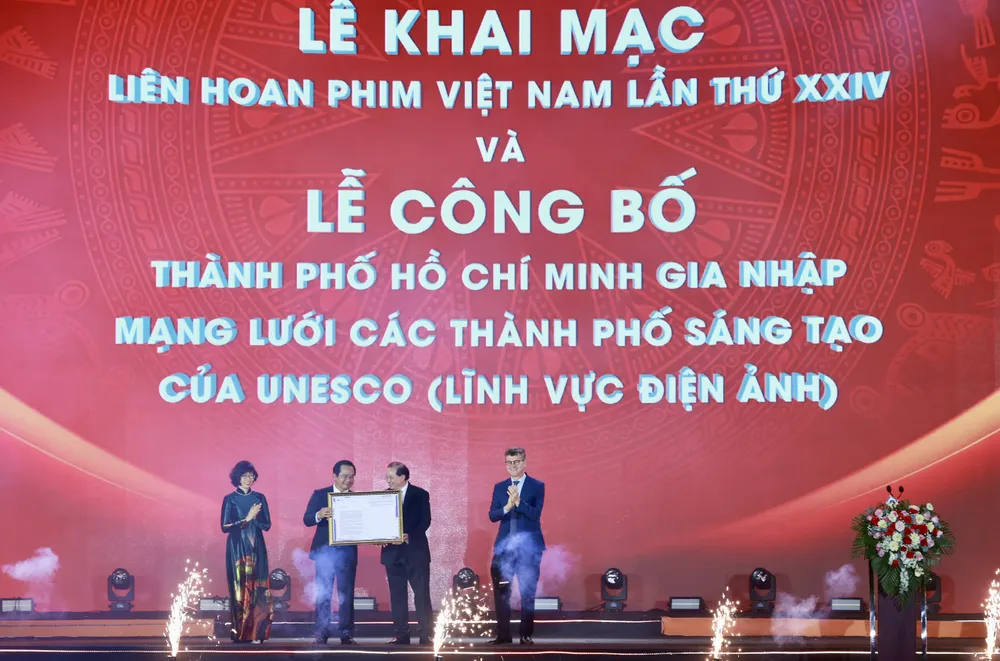 LỄ KHAI MẠC
LIÊN HOAN PHIM VIỆT NAM LẦN THỨ XXIV
VÀ
LỄ CÔNG BỐ
THÀNH PHỐ HỒ CHÍ MINH GIA NHẬP
MẠNG LƯỚI CÁC THÀNH PHỐ SÁNG TẠO
CỦA UNESCO (LĨNH VỰC ĐIỆN ẢNH)